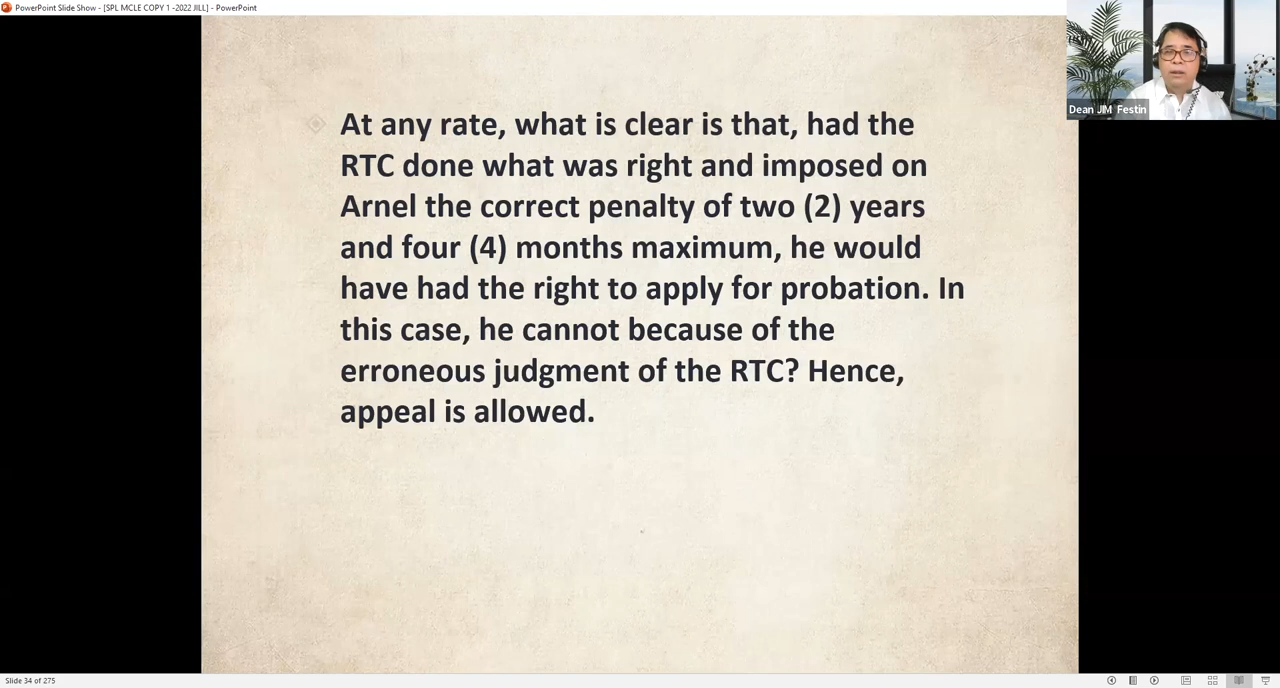 PowerPoint Slide Show - [SPL MCLE COPY 1 -2022 JILL] - PowerPoint
Dean JIM Festin
At any rate, what is clear is that, had the
RTC done what was right and imposed on
Arnel the correct penalty of two (2) years
and four (4) months maximum, he would
have had the right to apply for probation. In
this case, he cannot because of the
erroneous judgment of the RTC? Hence,
appeal is allowed.
Slide 34 of 275